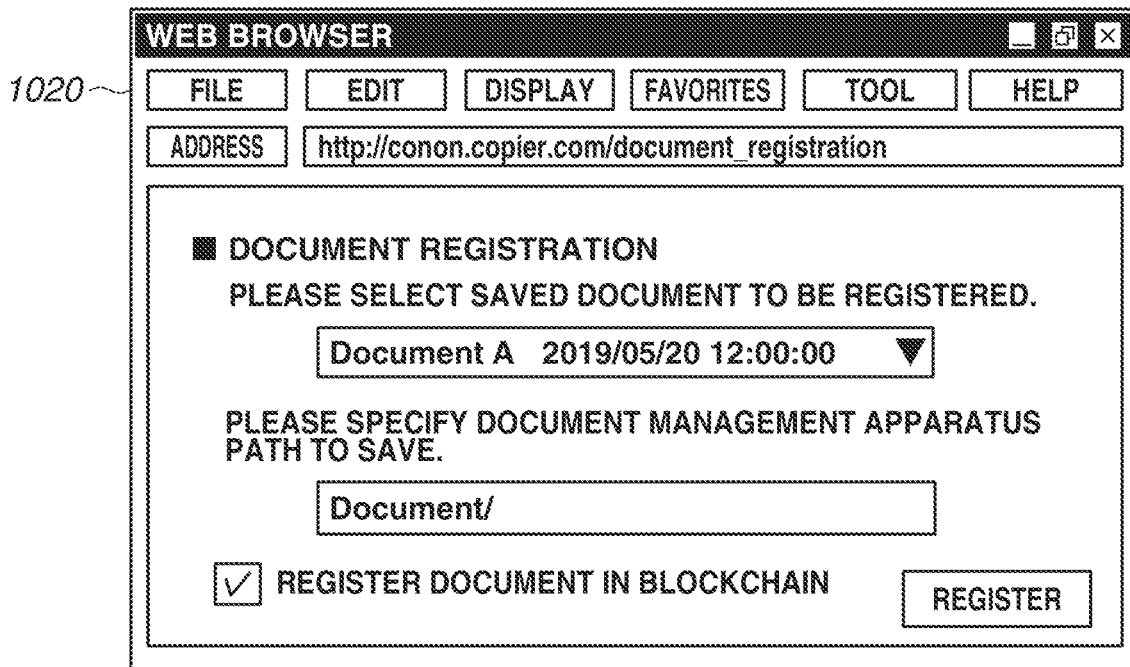 WEB BROWSER
1020
FILE EDIT DISPLAY FAVORITES TOOL HELP
ADDRESS http://conon.copier.com/document_registration
DOCUMENT REGISTRATION
PLEASE SELECT SAVED DOCUMENT TO BE REGISTERED.
Document A 2019/05/20 12:00:00
PLEASE SPECIFY DOCUMENT MANAGEMENT APPARATUS
PATH TO SAVE.
Document/
REGISTER DOCUMENT IN BLOCKCHAIN
REGISTER